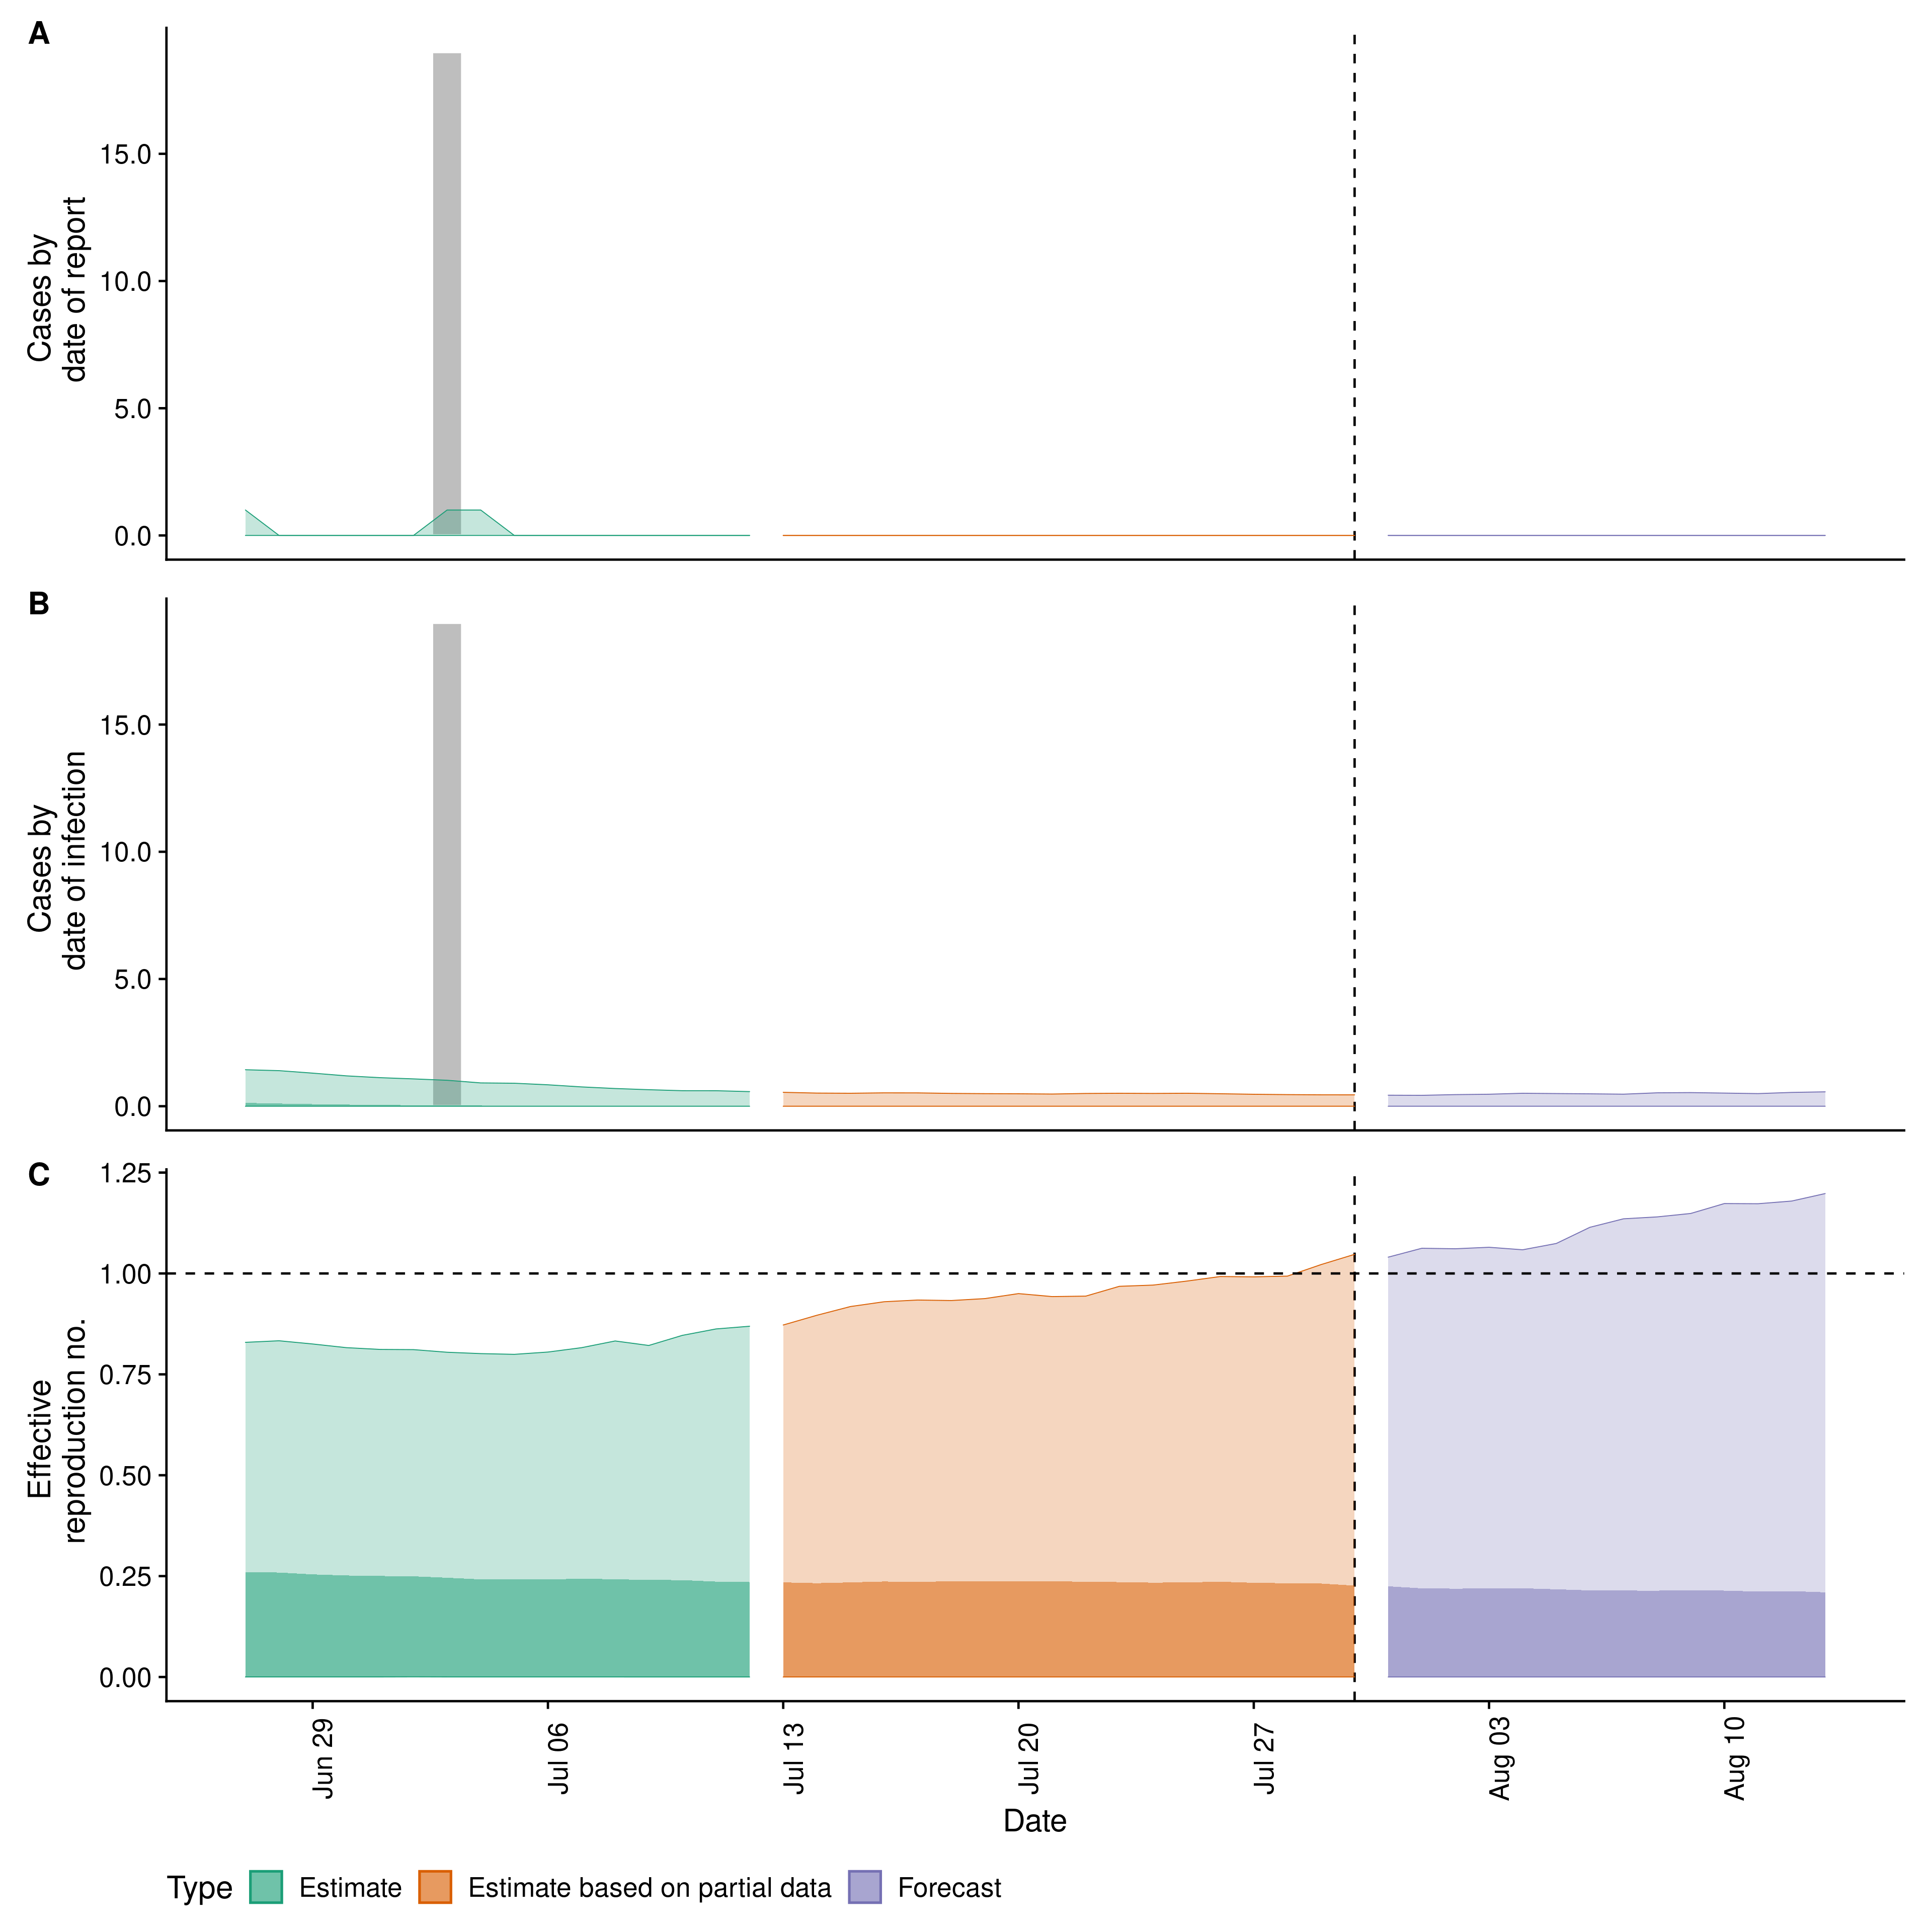 A
Cases by
date of report
15.0
10.0
5.0
0.0
B
Cases by
date of infection
15.0
10.0
5.0
0.0
C
Effective
reproduction no.
1.25
1.00
0.75
0.50
0.25
0.00
Jun 29
Jul 06
Jul 13
Jul 20
Jul 27
Aug 03
Aug 10
Date
Type Estimate Estimate based on partial data Forecast